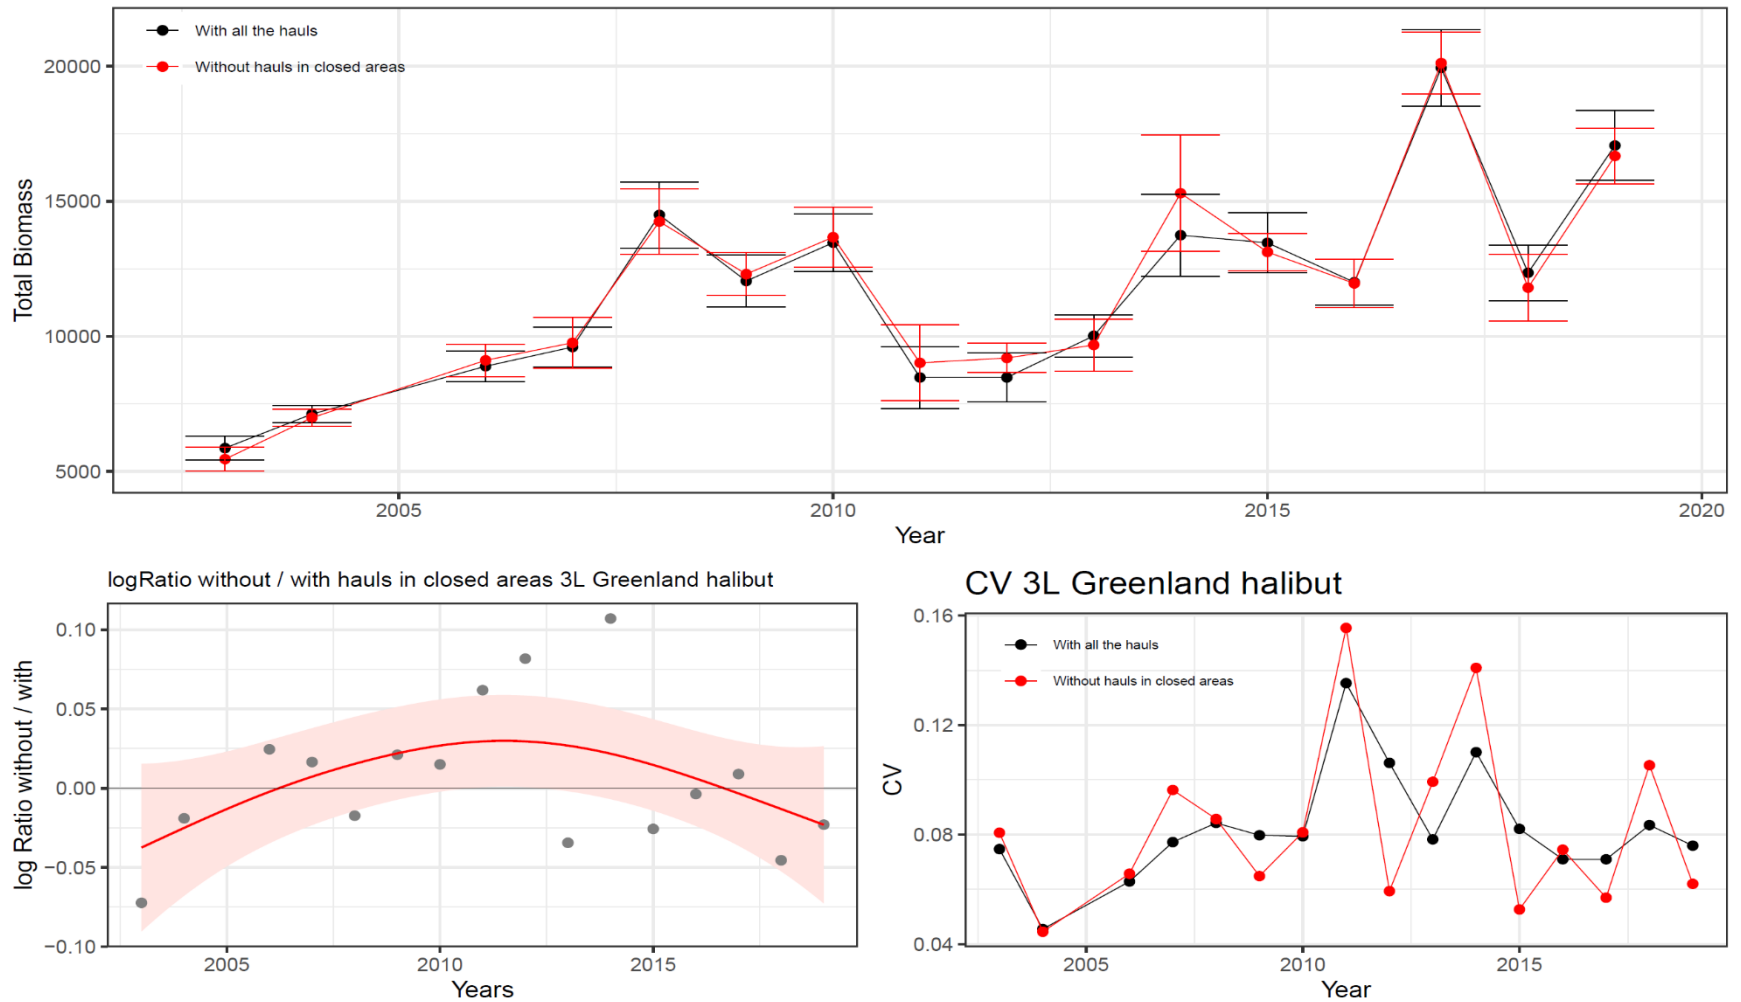 With all the hauls
Without hauls in closed areas
20000
15000
10000
5000
Total Biomass
2005
2010
2015
2020
Year
logRatio without / with hauls in closed areas 3L Greenland halibut
0.10
0.05
0.00
−0.05
−0.10
log Ratio without / with
2005
2010
2015
Years
CV 3L Greenland halibut
With all the hauls
Without hauls in closed areas
0.16
0.12
0.08
0.04
CV
2005
2010
2015
Year